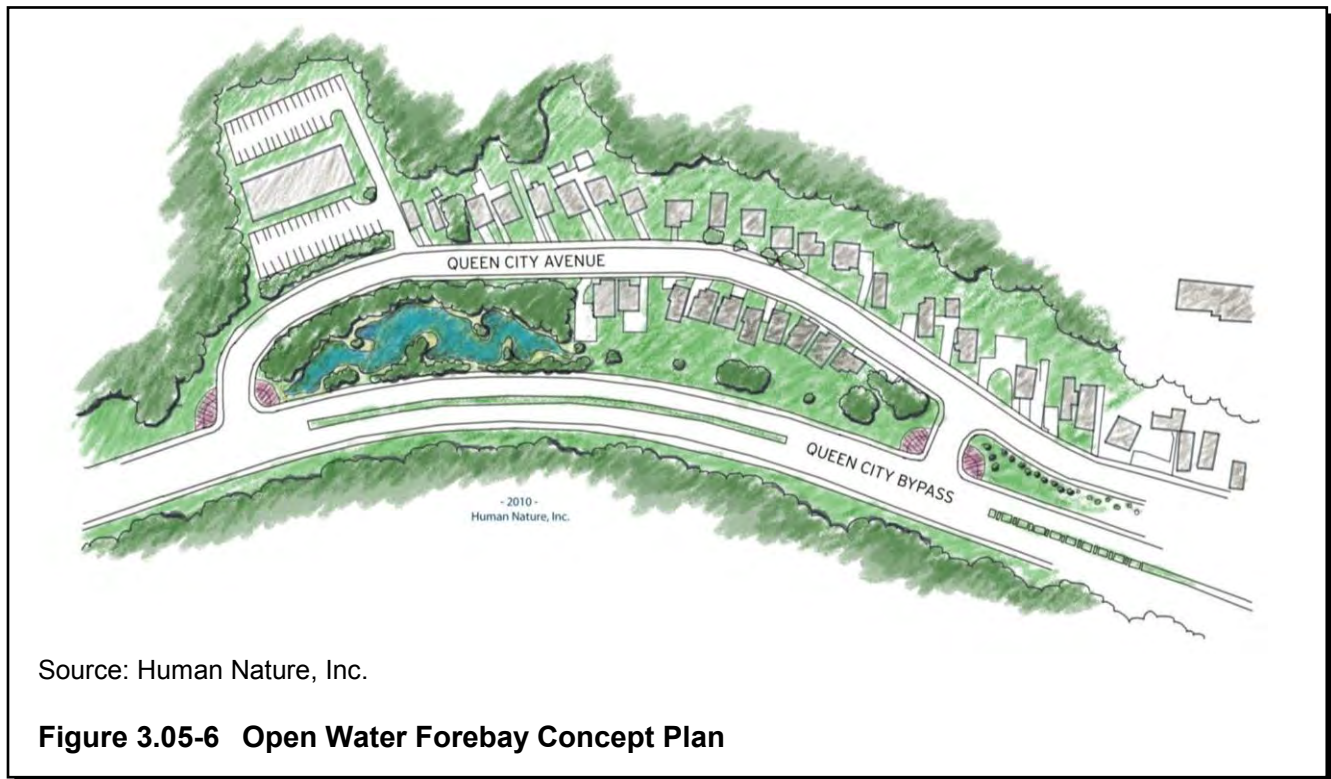 QUEEN CITY AVENUE
QUEEN CITY BYPASS
- 2010 -
Human Nature, Inc.
Source: Human Nature, Inc.
Figure 3.05-6 Open Water Forebay Concept Plan